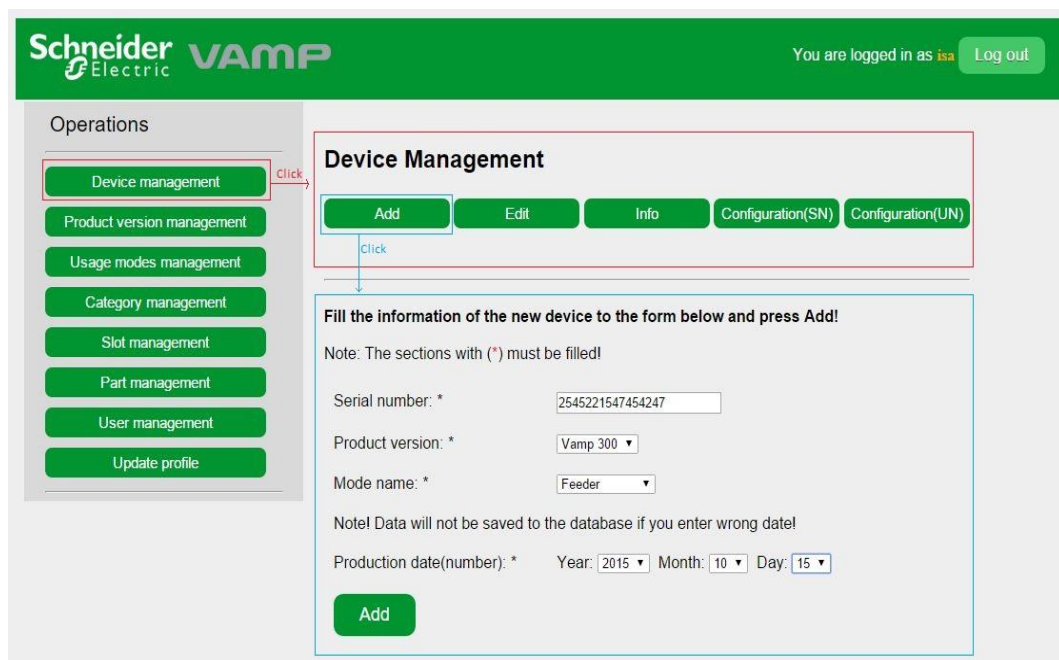 Schneider Electric VAMP
You are logged in as isa Log out
Operations
Device management
Product version management
Usage modes management
Category management
Slot management
Part management
User management
Update profile
Click
Device Management
Add Edit Info Configuration(SN) Configuration(UN)
Click
Fill the information of the new device to the form below and press Add!
Note: The sections with (*) must be filled!
Serial number: * 2545221547454247
Product version: * Vamp 300
Mode name: * Feeder
Note! Data will not be saved to the database if you enter wrong date!
Production date(number): * Year: 2015 Month: 10 Day: 15
Add